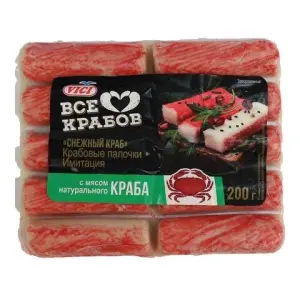 VICI
ВСЕ
КРАБОВ
«СНЕЖНЫЙ КРАБ»
Крабовые палочки
Имитация
с мясом
натурального КРАБА
200 г